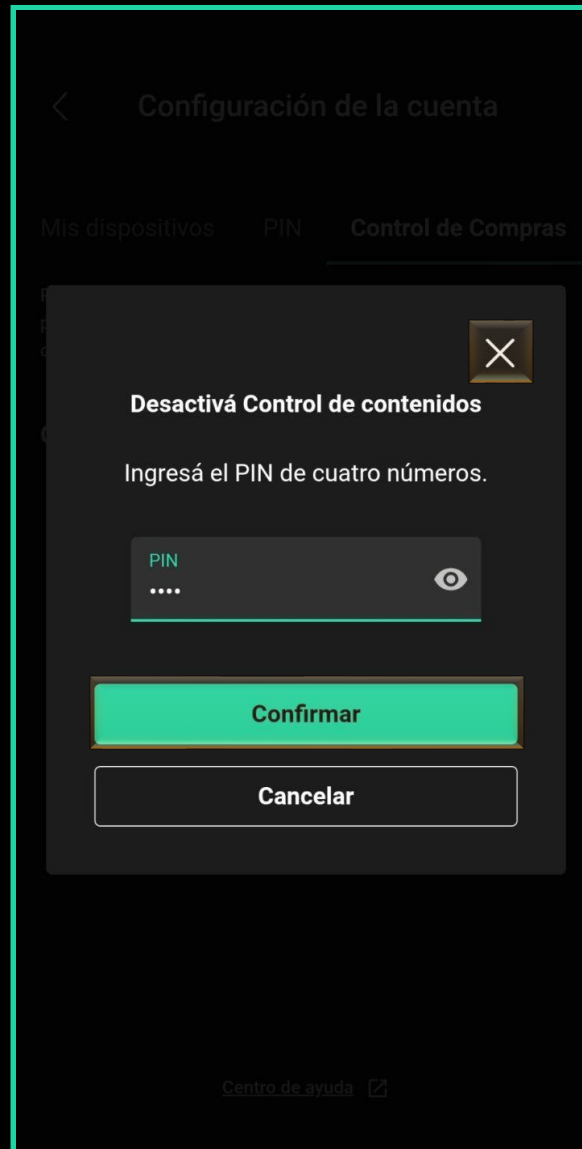 Configuración de la cuenta
Mis dispositivos PIN Control de Compras
Desactivá Control de contenidos
Ingresá el PIN de cuatro números.
PIN
••••
Confirmar
Cancelar
Centro de ayuda